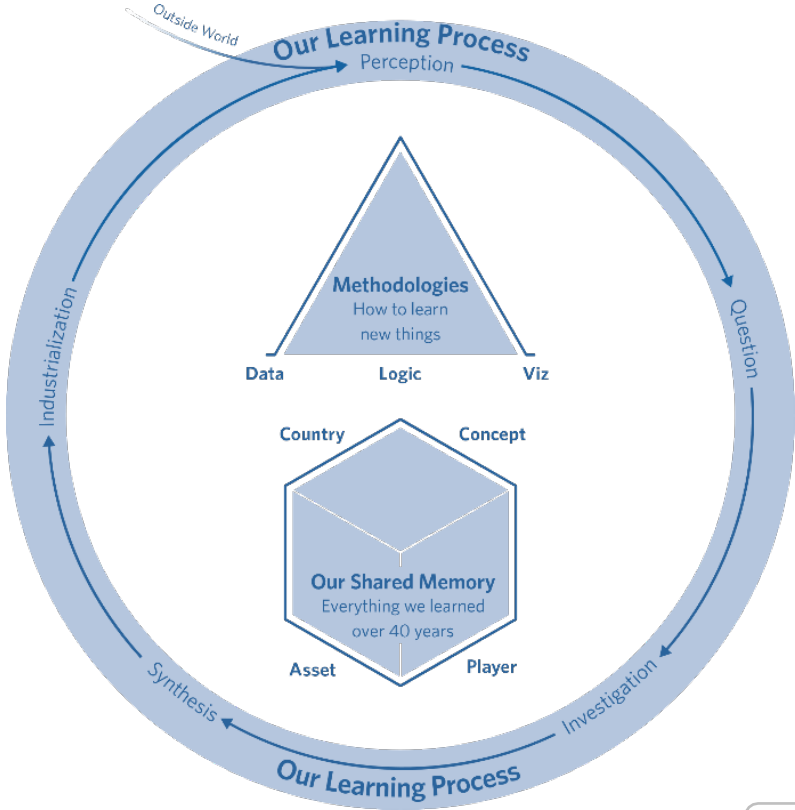 Outside World
Our Learning Process
Perception
Question
Industrialization
Methodologies
How to learn
new things
Data Logic Viz
Country Concept
Our Shared Memory
Everything we learned
over 40 years
Asset Player
Synthesis
Investigation
Our Learning Process